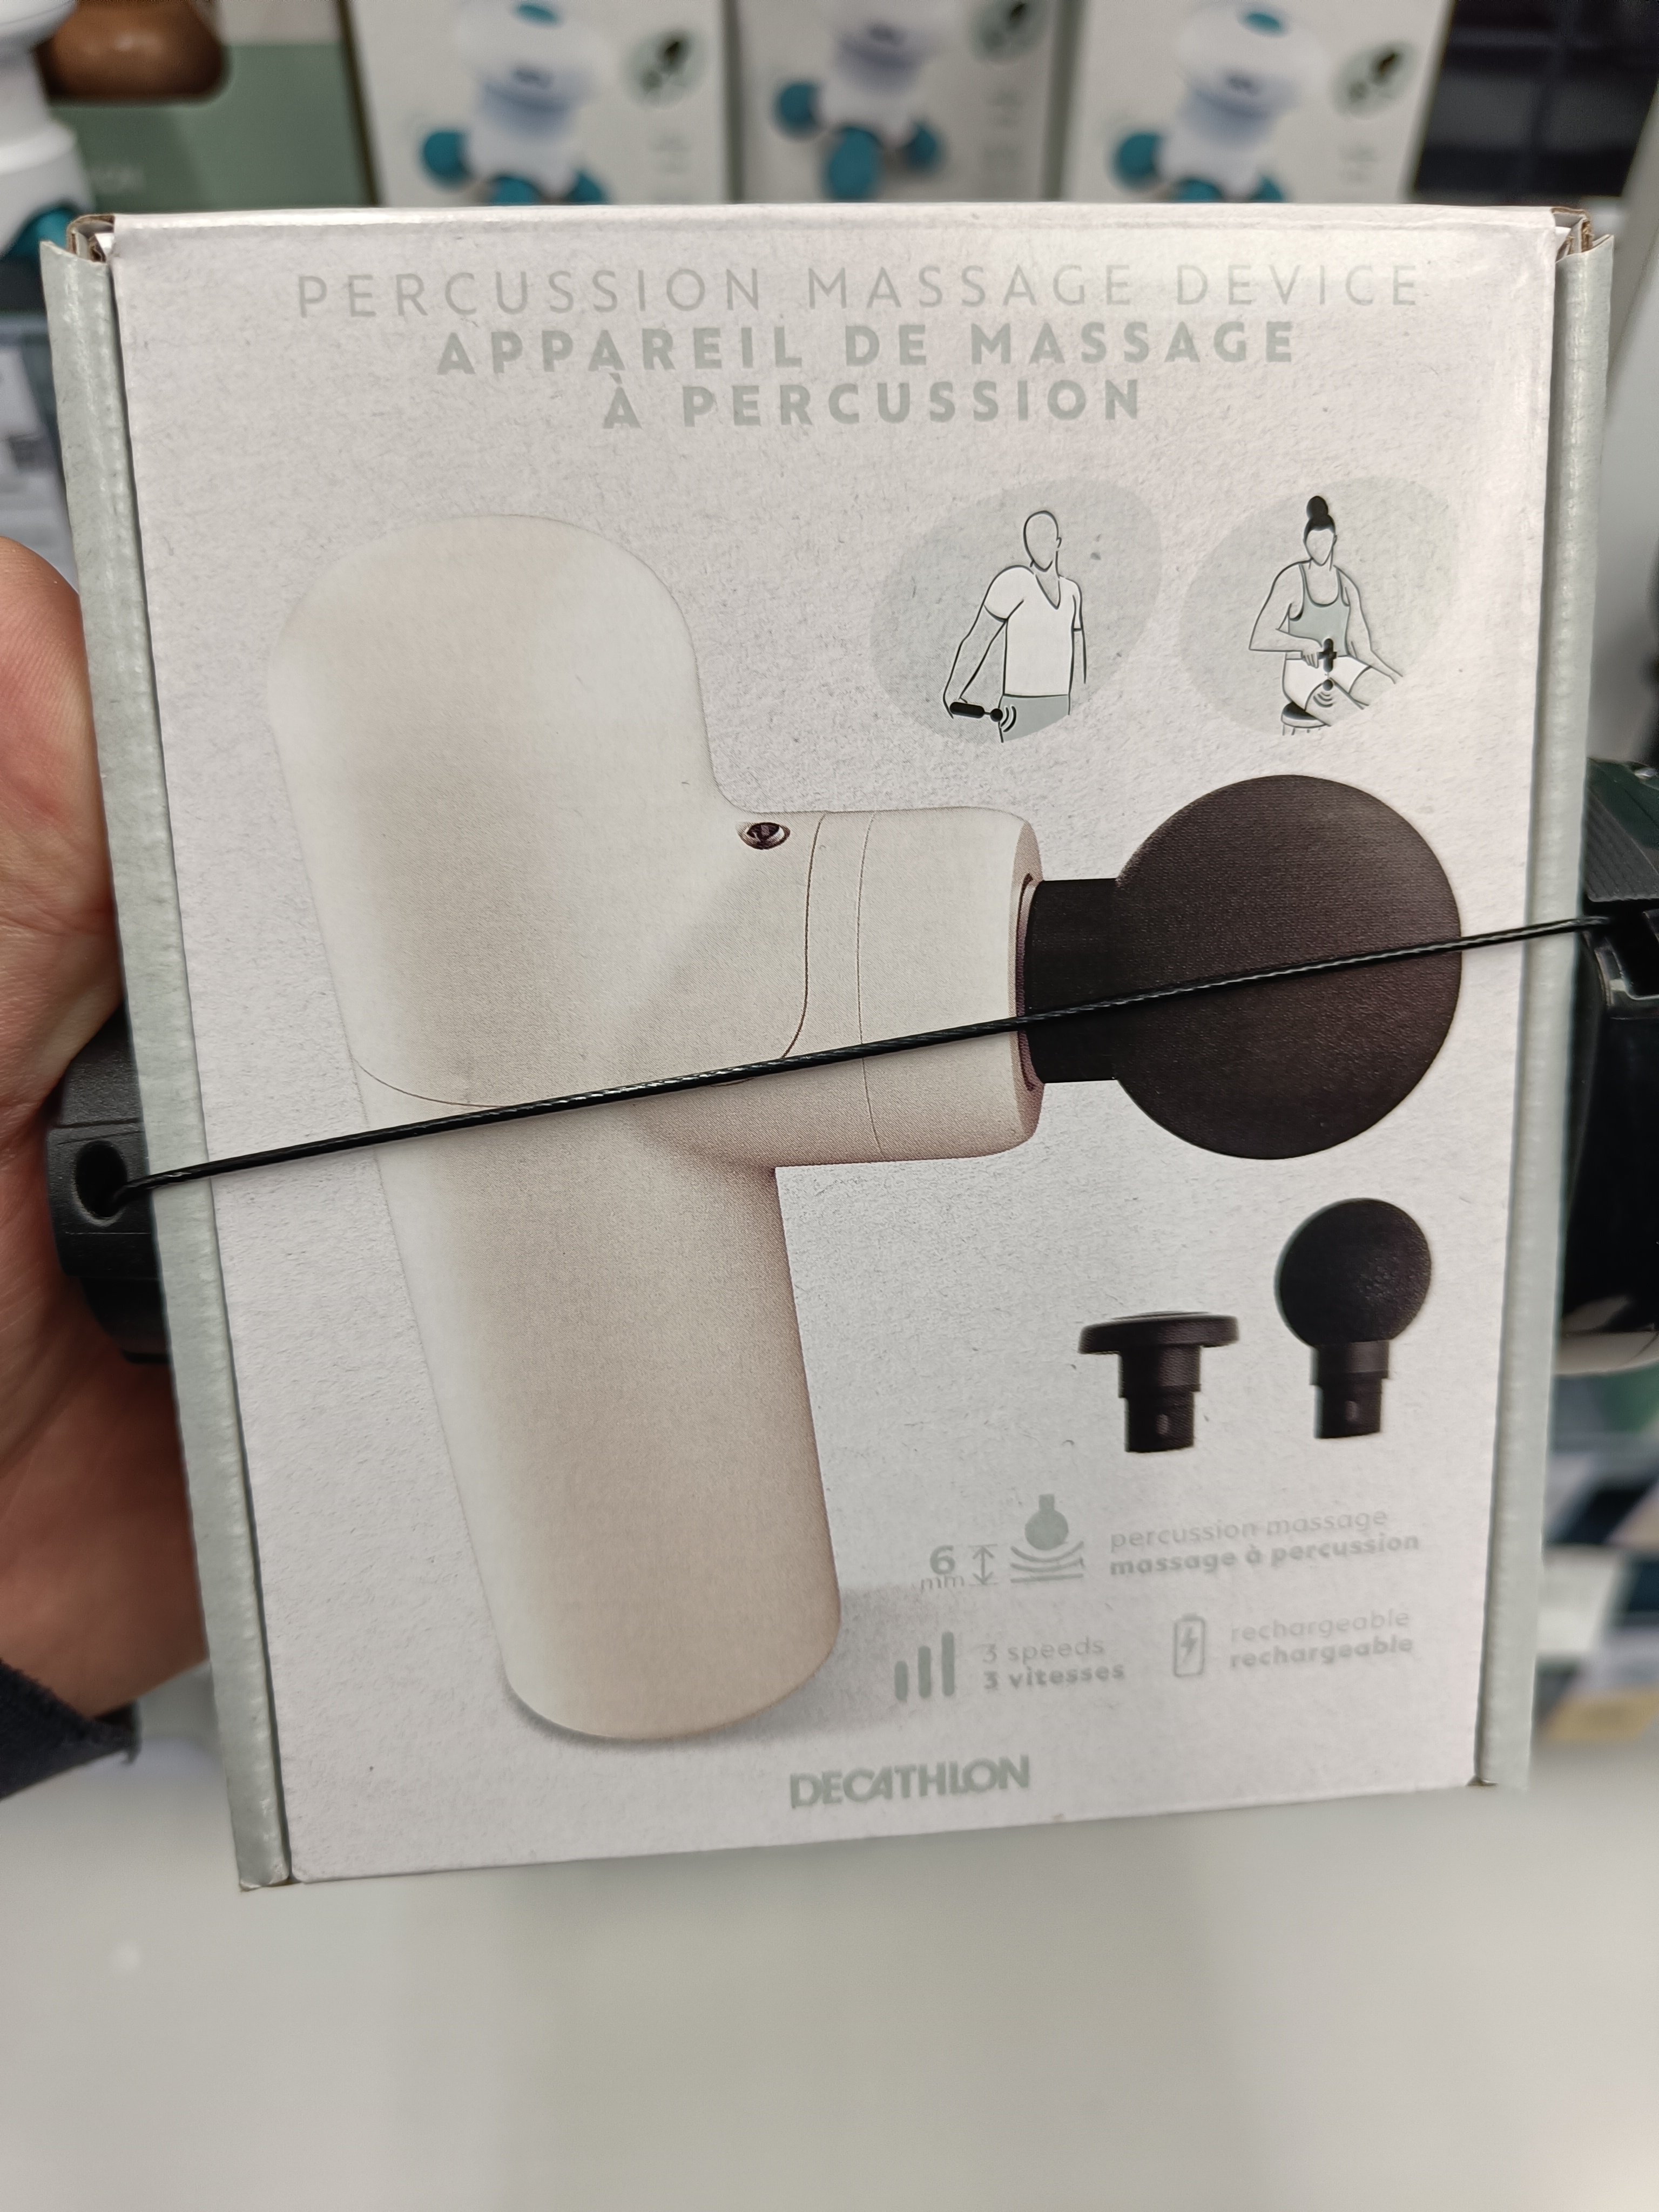 PERCUSSION MASSAGE DEVICE
APPAREIL DE MASSAGE
À PERCUSSION
6
mm
percussion massage
massage à percussion
3 speeds
3 vitesses
rechargeable
rechargeable
DECATHLON